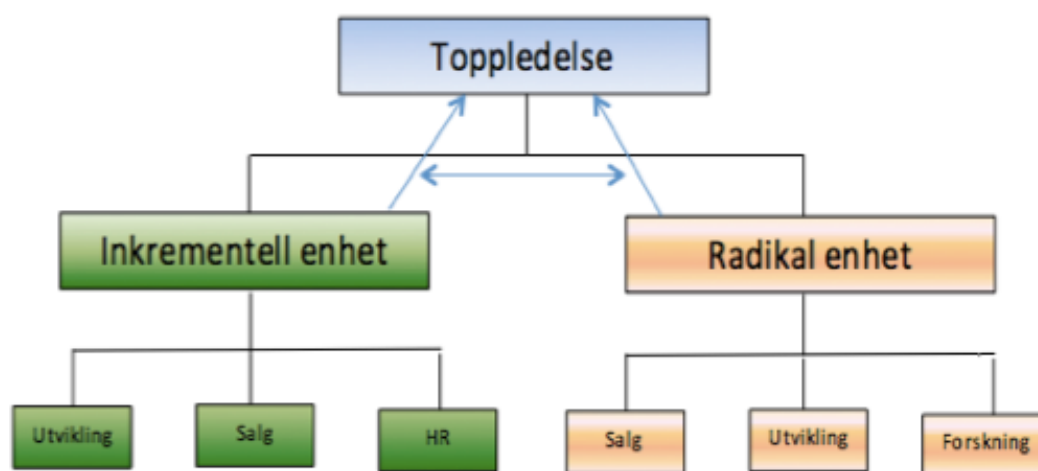 Toppledelse
Inkrementell enhet
Radikal enhet
Utvikling
Salg
HR
Salg
Utvikling
Forskning